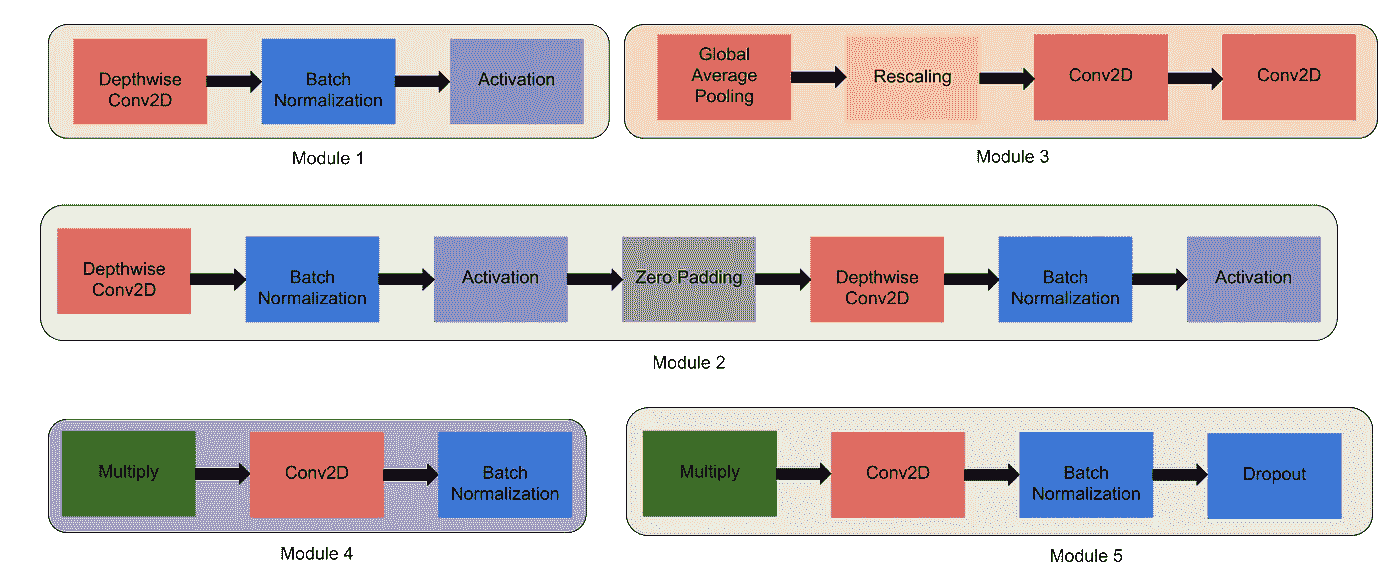 Depthwise
Conv2D
Batch
Normalization
Activation
Module 1
Global
Average
Pooling
Rescaling
Conv2D
Conv2D
Module 3
Depthwise
Conv2D
Batch
Normalization
Activation
Zero Padding
Depthwise
Conv2D
Batch
Normalization
Activation
Module 2
Multiply
Conv2D
Batch
Normalization
Module 4
Multiply
Conv2D
Batch
Normalization
Dropout
Module 5